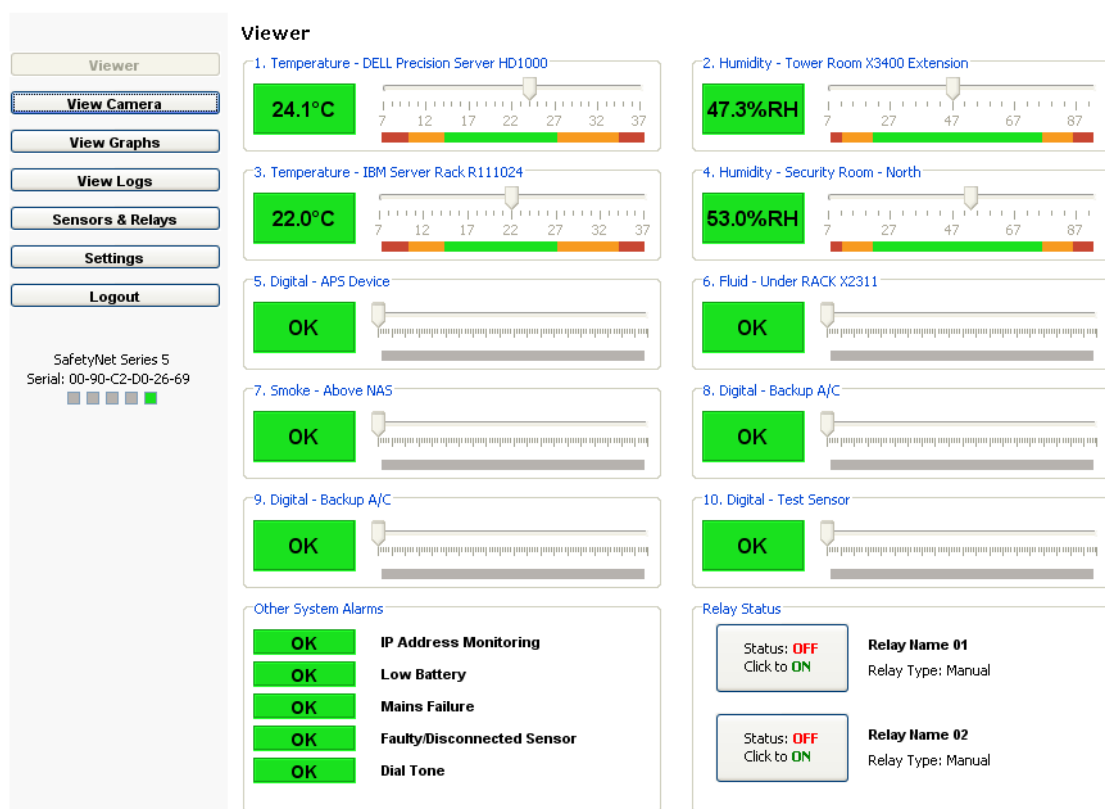 Viewer
Viewer
View Camera
View Graphs
View Logs
Sensors & Relays
Settings
Logout
SafetyNet Series 5
Serial: 00-90-C2-D0-26-69
1. Temperature - DELL Precision Server HD1000
24.1°C
7 12 17 22 27 32 37
2. Humidity - Tower Room X3400 Extension
47.3%RH
7 27 47 67 87
3. Temperature - IBM Server Rack R111024
22.0°C
7 12 17 22 27 32 37
4. Humidity - Security Room - North
53.0%RH
7 27 47 67 87
5. Digital - APS Device
OK
6. Fluid - Under RACK X2311
OK
7. Smoke - Above NAS
OK
8. Digital - Backup A/C
OK
9. Digital - Backup A/C
OK
10. Digital - Test Sensor
OK
Other System Alarms
OK IP Address Monitoring
OK Low Battery
OK Mains Failure
OK Faulty/Disconnected Sensor
OK Dial Tone
Relay Status
Status: OFF
Click to ON
Relay Name 01
Relay Type: Manual
Status: OFF
Click to ON
Relay Name 02
Relay Type: Manual